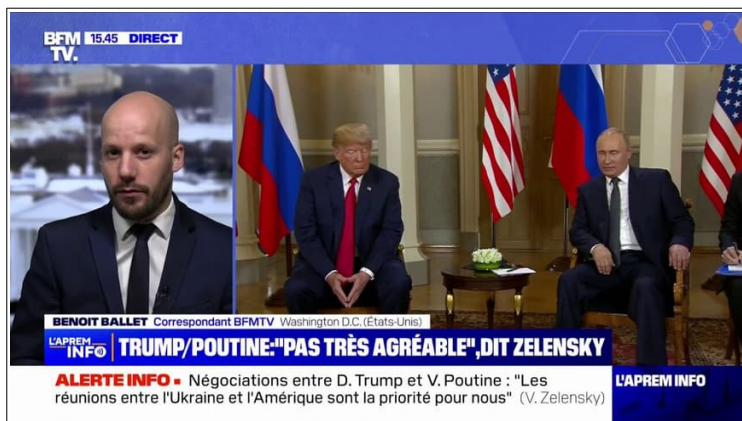 BFM
TV.
15.45 DIRECT
BENOIT BALLET Correspondant BFMTV Washington D.C.(États-Unis)
L'APREM
INFO
TRUMP/POUTINE:"PAS TRÈS AGRÉABLE",DIT ZELENSKY
ALERTE INFO Négociations entre D. Trump et V. Poutine : "Les
réunions entre l'Ukraine et l'Amérique sont la priorité pour nous" (V. Zelensky)
L'APREM INFO